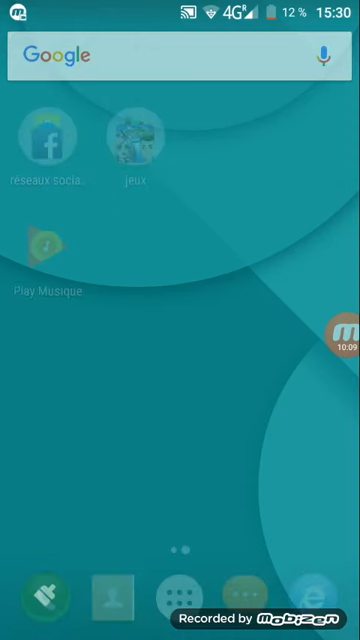 4G R 12 % 15:30
Google
réseaux socia.. jeux
Play Musique
10:09
Recorded by mobizen